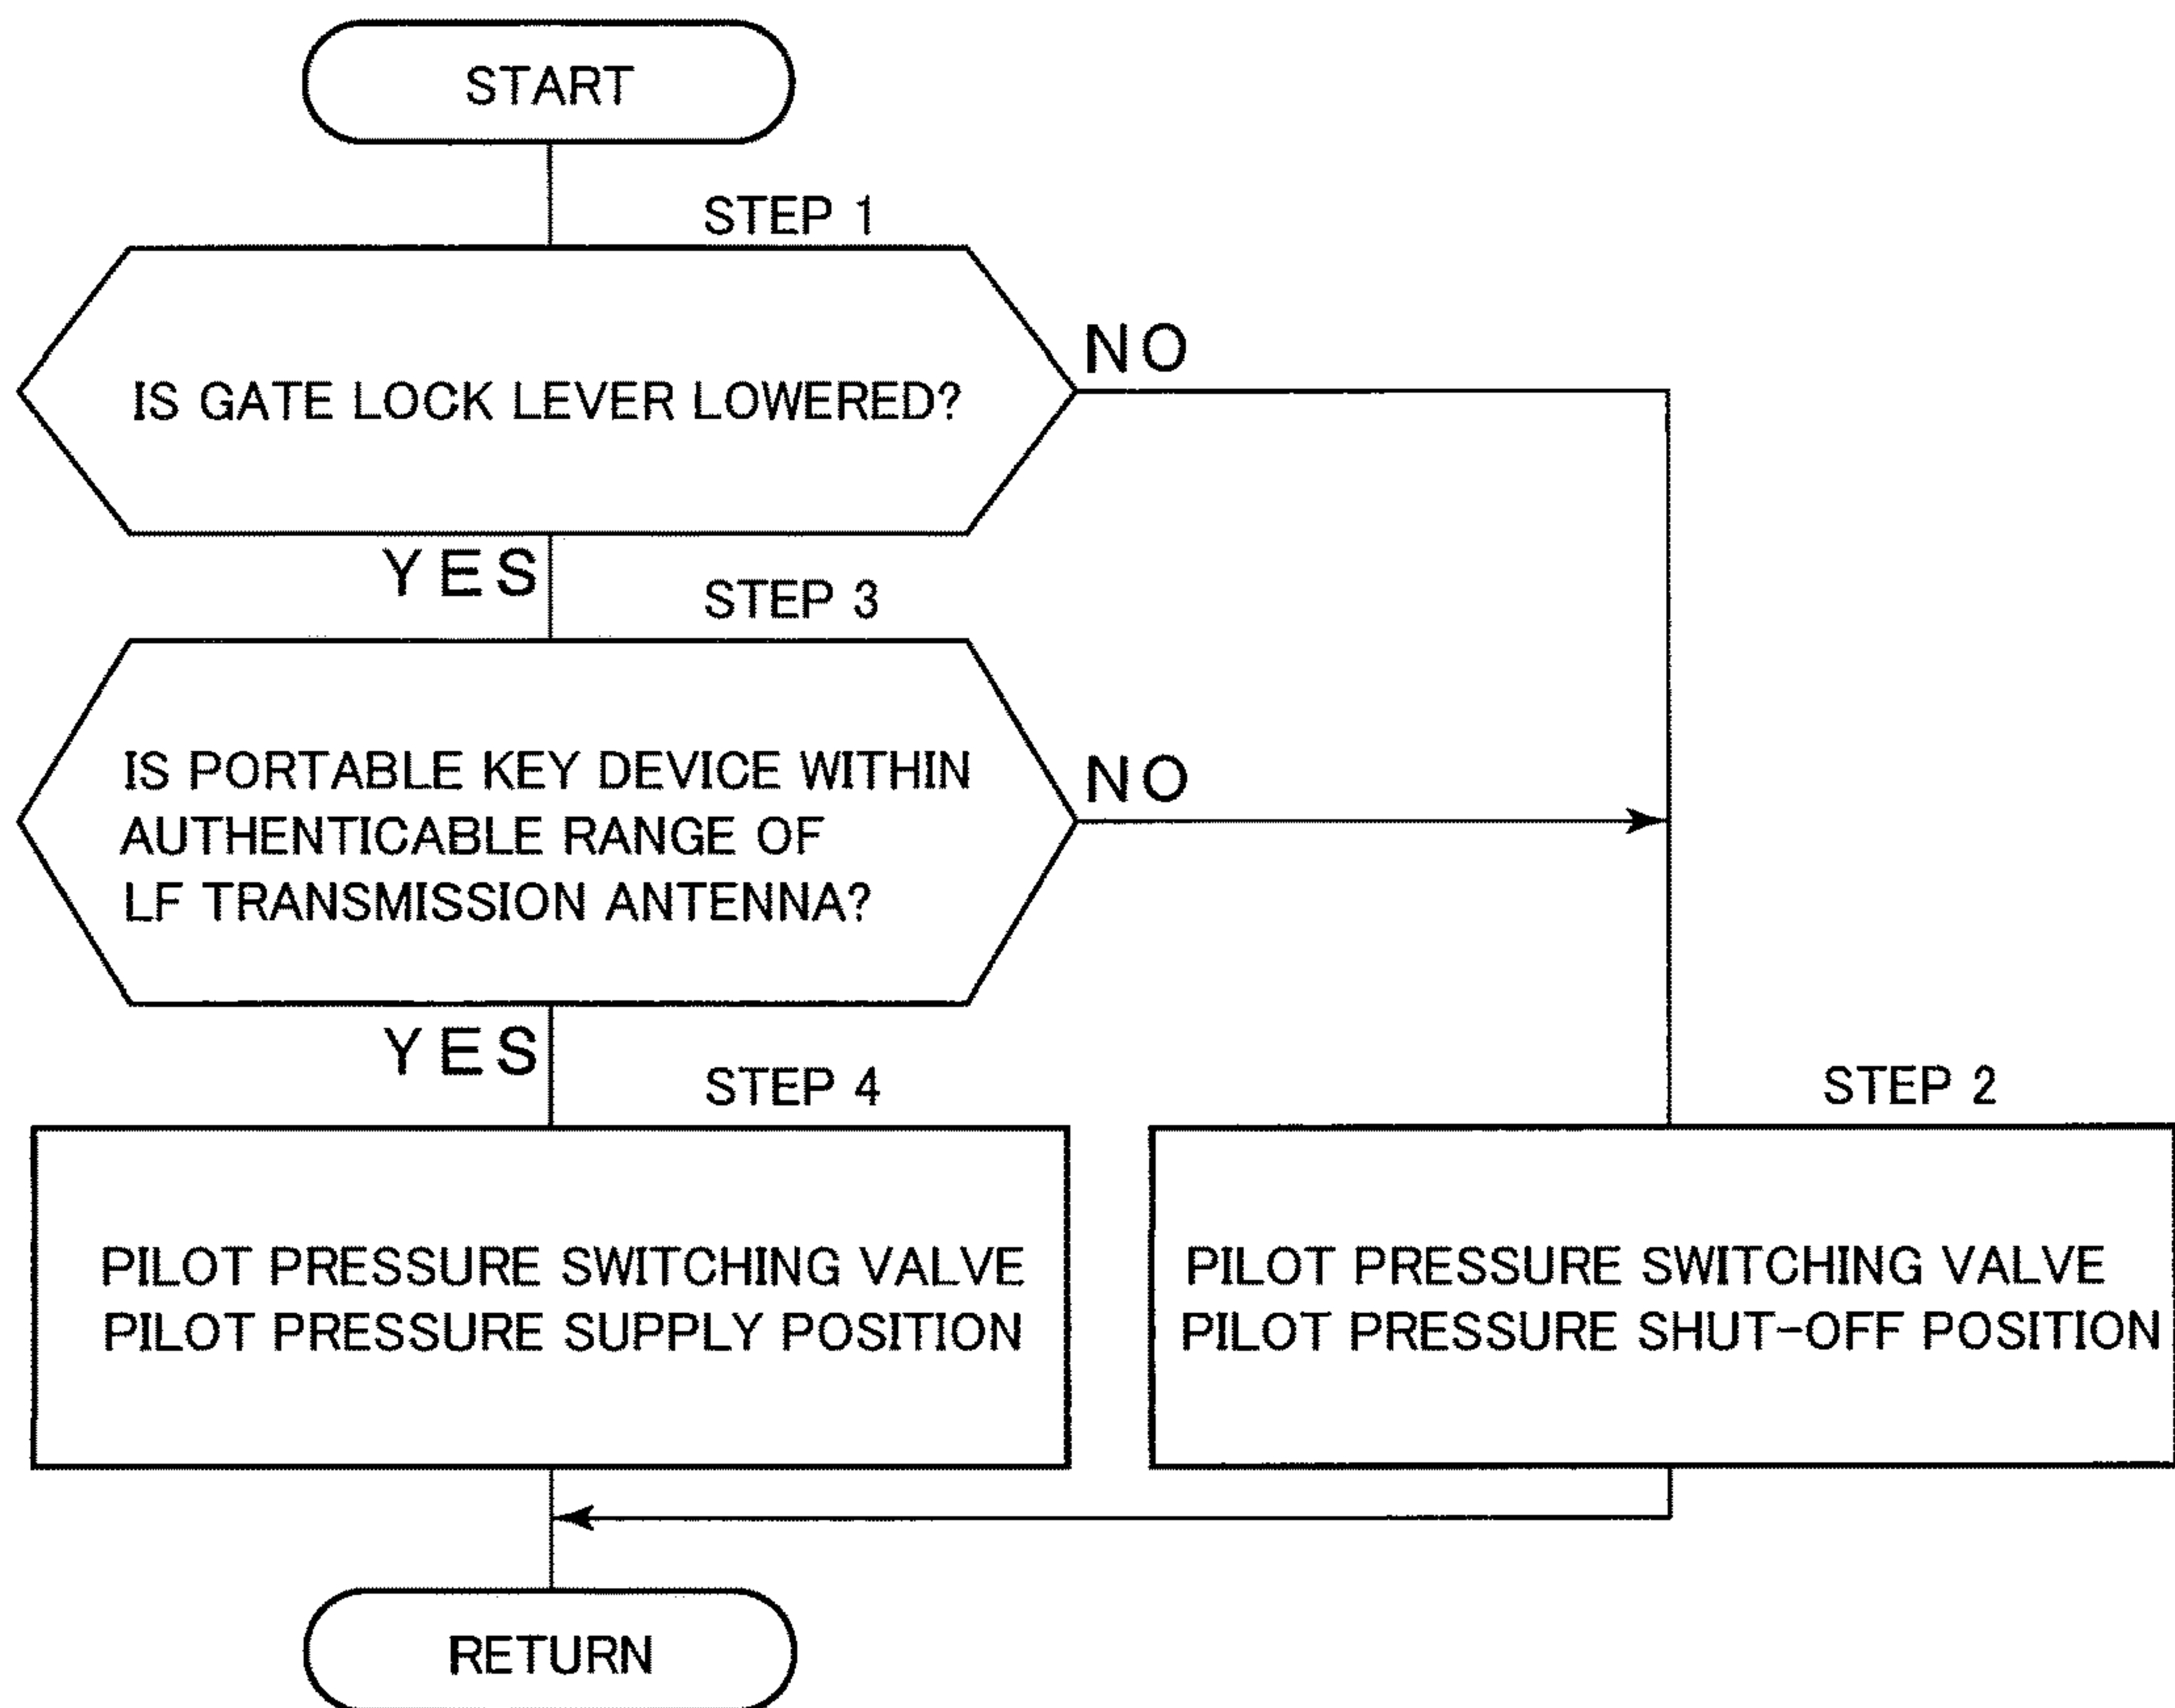 START
STEP 1
IS GATE LOCK LEVER LOWERED?
NO
YES
STEP 3
IS PORTABLE KEY DEVICE WITHIN
AUTHENTICABLE RANGE OF
LF TRANSMISSION ANTENNA?
NO
YES
STEP 4
PILOT PRESSURE SWITCHING VALVE
PILOT PRESSURE SUPPLY POSITION
STEP 2
PILOT PRESSURE SWITCHING VALVE
PILOT PRESSURE SHUT-OFF POSITION
RETURN